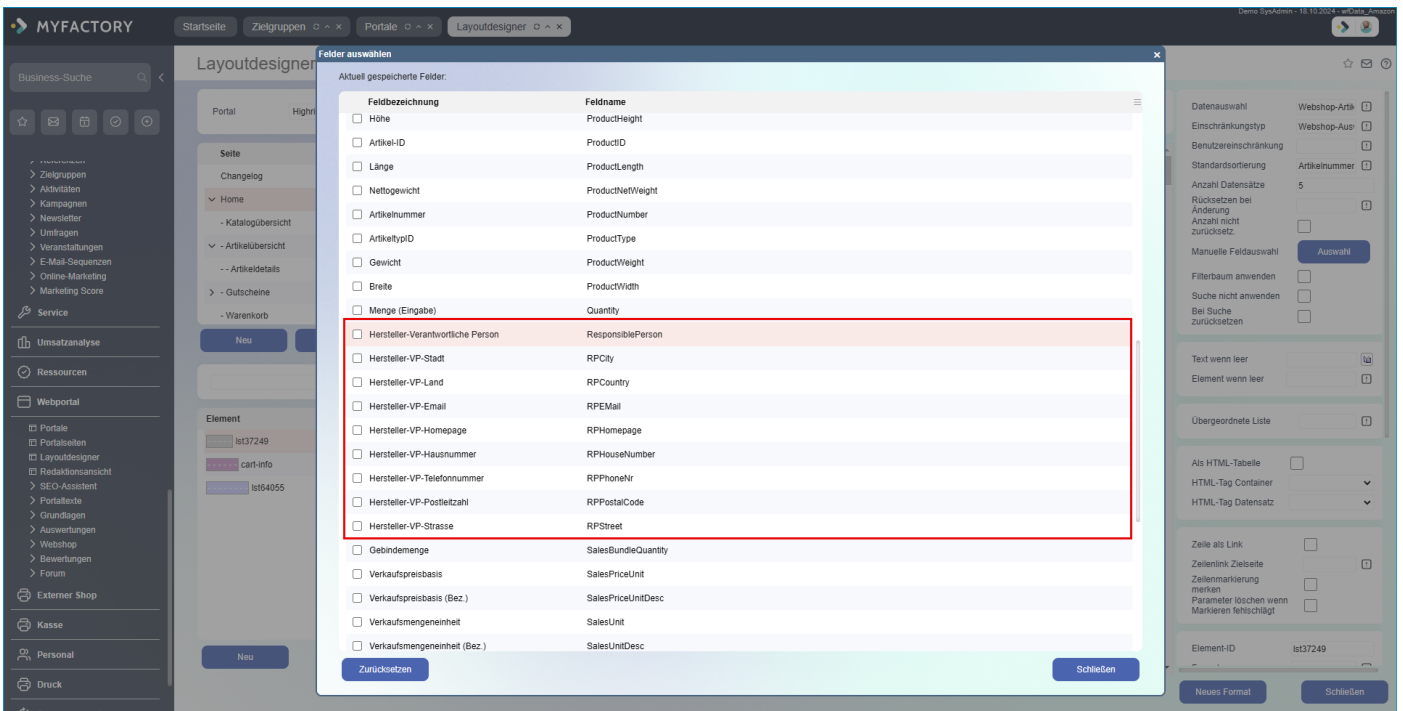 Demo SysAdmin - 18.10.2024 - wfData_Amazon
MYFACTORY
Startseite
Zielgruppen
Portale
Layoutdesigner
Business-Suche
Zielgruppen
Aktivitäten
Kampagnen
Newsletter
Umfragen
Veranstaltungen
E-Mail-Sequenzen
Online-Marketing
Marketing Score
Service
Umsatzanalyse
Ressourcen
Webportal
Portale
Portalseiten
Layoutdesigner
Redaktionsansicht
SEO-Assistent
Portaltexte
Grundlagen
Auswertungen
Webshop
Bewertungen
Forum
Externer Shop
Kasse
Personal
Druck
Layoutdesigner
Portal Highri
Seite
Changelog
Home
- Katalogübersicht
- Artikelübersicht
- - Artikeldetails
- Gutscheine
- Warenkorb
Neu
Element
lst37249
cart-info
lst64055
Neu
Felder auswählen
Aktuell gespeicherte Felder:
Feldbezeichnung Feldname
Höhe ProductHeight
Artikel-ID ProductID
Länge ProductLength
Nettogewicht ProductNetWeight
Artikelnummer ProductNumber
ArtikeltypID ProductType
Gewicht ProductWeight
Breite ProductWidth
Menge (Eingabe) Quantity
Hersteller-Verantwortliche Person ResponsiblePerson
Hersteller-VP-Stadt RPCity
Hersteller-VP-Land RPCountry
Hersteller-VP-Email RPEMail
Hersteller-VP-Homepage RPHomepage
Hersteller-VP-Hausnummer RPHouseNumber
Hersteller-VP-Telefonnummer RPPhoneNr
Hersteller-VP-Postleitzahl RPPostalCode
Hersteller-VP-Strasse RPStreet
Gebindemenge SalesBundleQuantity
Verkaufspreisbasis SalesPriceUnit
Verkaufspreisbasis (Bez.) SalesPriceUnitDesc
Verkaufsmengeneinheit SalesUnit
Verkaufsmengeneinheit (Bez.) SalesUnitDesc
Zurücksetzen
Schließen
Datenauswahl Webshop-Artik
Einschränkungstyp Webshop-Aus
Benutzereinschränkung
Standardsortierung Artikelnummer
Anzahl Datensätze 5
Rücksetzen bei
Änderung
Anzahl nicht
zurücksetz.
Manuelle Feldauswahl Auswahl
Filterbaum anwenden
Suche nicht anwenden
Bei Suche
zurücksetzen
Text wenn leer
Element wenn leer
Übergeordnete Liste
Als HTML-Tabelle
HTML-Tag Container
HTML-Tag Datensatz
Zeile als Link
Zeilenlink Zielseite
Zeilenmarkierung
merken
Parameter löschen wenn
Markieren fehlschlägt
Element-ID lst37249
Neues Format
Schließen